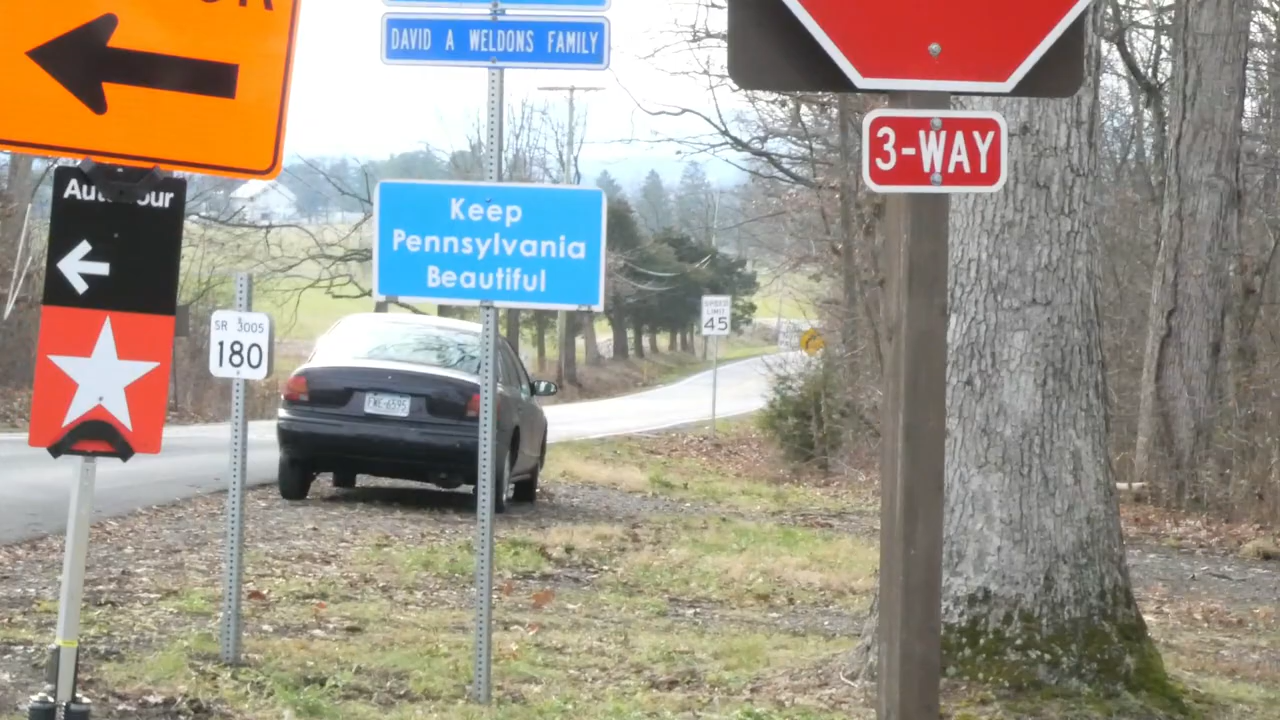 DAVID A WELDONS FAMILY
3-WAY
Auto Tour
Keep
Pennsylvania
Beautiful
SPEED
LIMIT
45
SR 3005
180